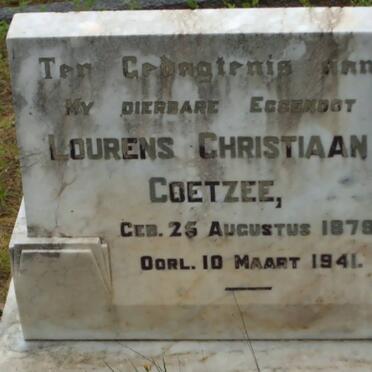 Ter Gedagtenis aan
My dierbare Eggenoot
Lourens Christiaan
Coetzee,
Geb. 25 Augustus 1879
Oorl. 10 Maart 1941.